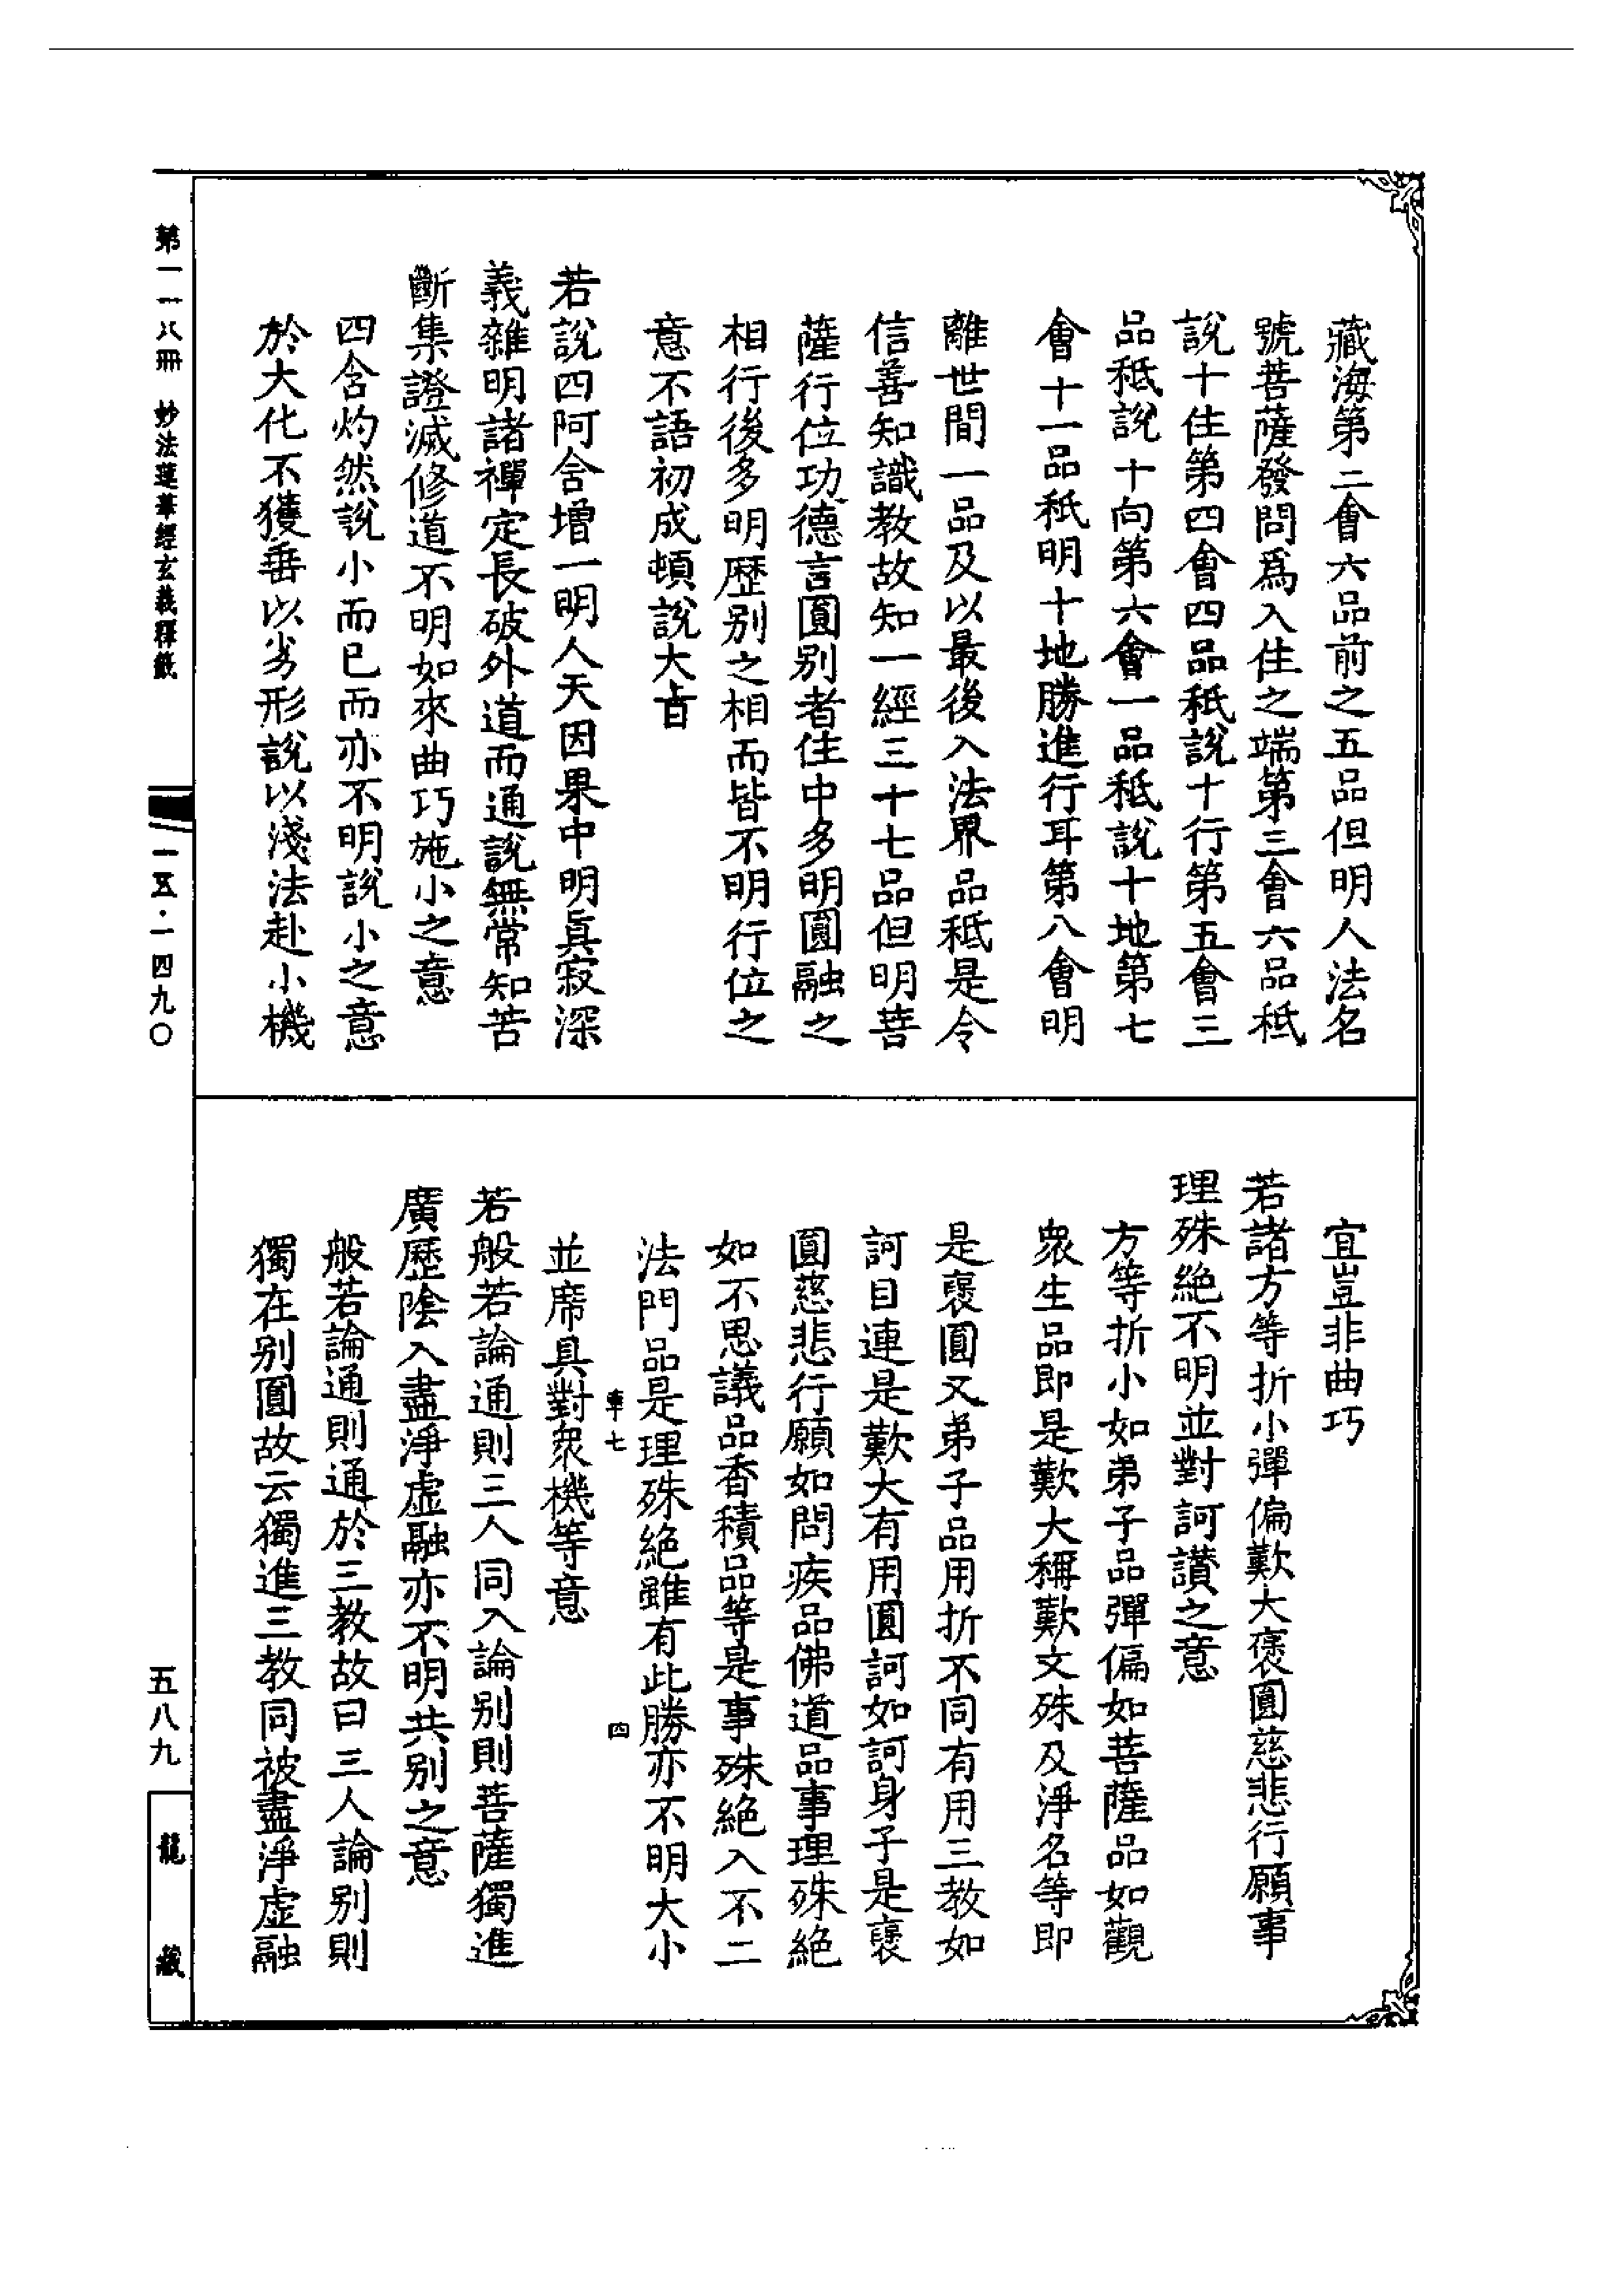 藏海第二會六品前之五品但明人法名
號菩薩發問爲入住之端第三會六品秖
說十住第四會四品秖說十行第五會三
品秖說十向第六會一品秖說十地第七
會十一品秖明十地勝進行耳第八會明
離世間一品及以最後入法界品秖是令
信善知識教故知一經三十七品但明菩
薩行位功德言圓别者住中多明圓融之
相行後多明歷别之相而皆不明行位之
意不語初成頓說大旨
若說四阿含增一明人天因果中明眞寂深
義雜明諸禪定長破外道而通說無常知苦
斷集證滅修道不明如來曲巧施小之意
四含灼然說小而已而亦不明說小之意
於大化不獲垂以劣形說以淺法赴小機
宜豈非曲巧
若諸方等折小彈偏歎大褒圓慈悲行願事
理殊絶不明並對訶讃之意
方等折小如弟子品彈偏如菩薩品如觀
衆生品即是歎大稱歎文殊及淨名等即
是褒圓又弟子品用折不同有用三教如
訶目連是歎大有用圓訶如訶身子是褒
圓慈悲行願如問疾品佛道品事理殊絶
如不思議品香積品等是事殊絶入不二
法門品是理殊絶雖有此勝亦不明大小
車七 四
並席具對衆機等意
若般若論通則三人同入論别則菩薩獨進
廣歷陰入盡淨虛融亦不明共别之意
般若論通則通於三教故曰三人論别則
獨在别圓故云獨進三教同被盡淨虛融
第一一八冊 妙法蓮華經玄義釋籤
一五·一四九〇
五八九
龍藏